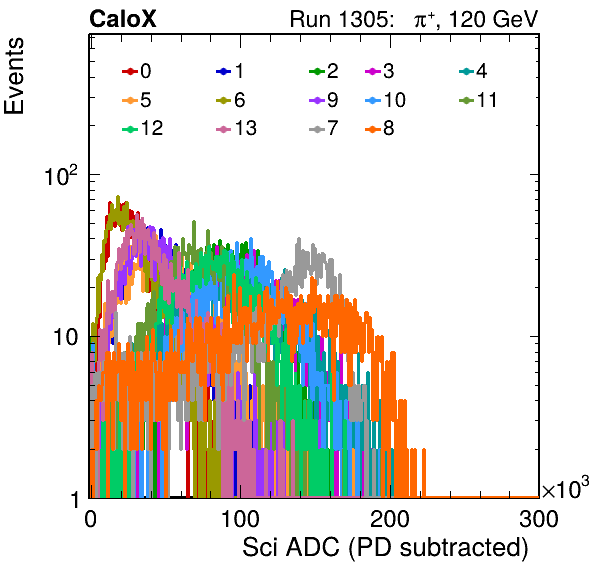 CaloX Run 1305: π⁺, 120 GeV
Events
0 1 2 3 4
5 6 9 10 11
12 13 7 8
10²
10
1
0 100 200 300
×10³
Sci ADC (PD subtracted)